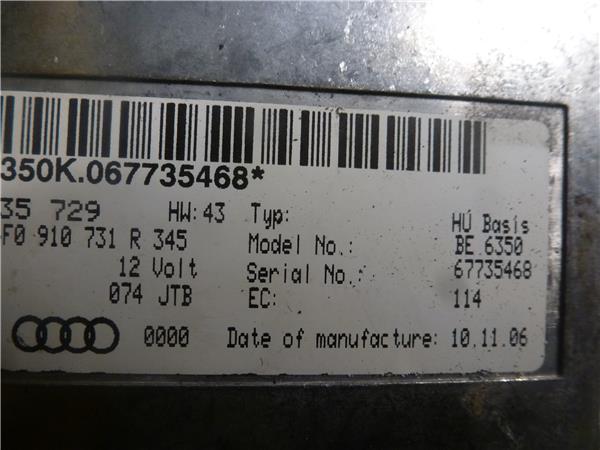 350K.067735468*
35 729 HW:43 Typ: HÚ Basis
F0 910 731 R 345 Model No.: BE 6350
12 Volt Serial No.: 67735468
074 JTB EC: 114
0000 Date of manufacture: 10.11.06